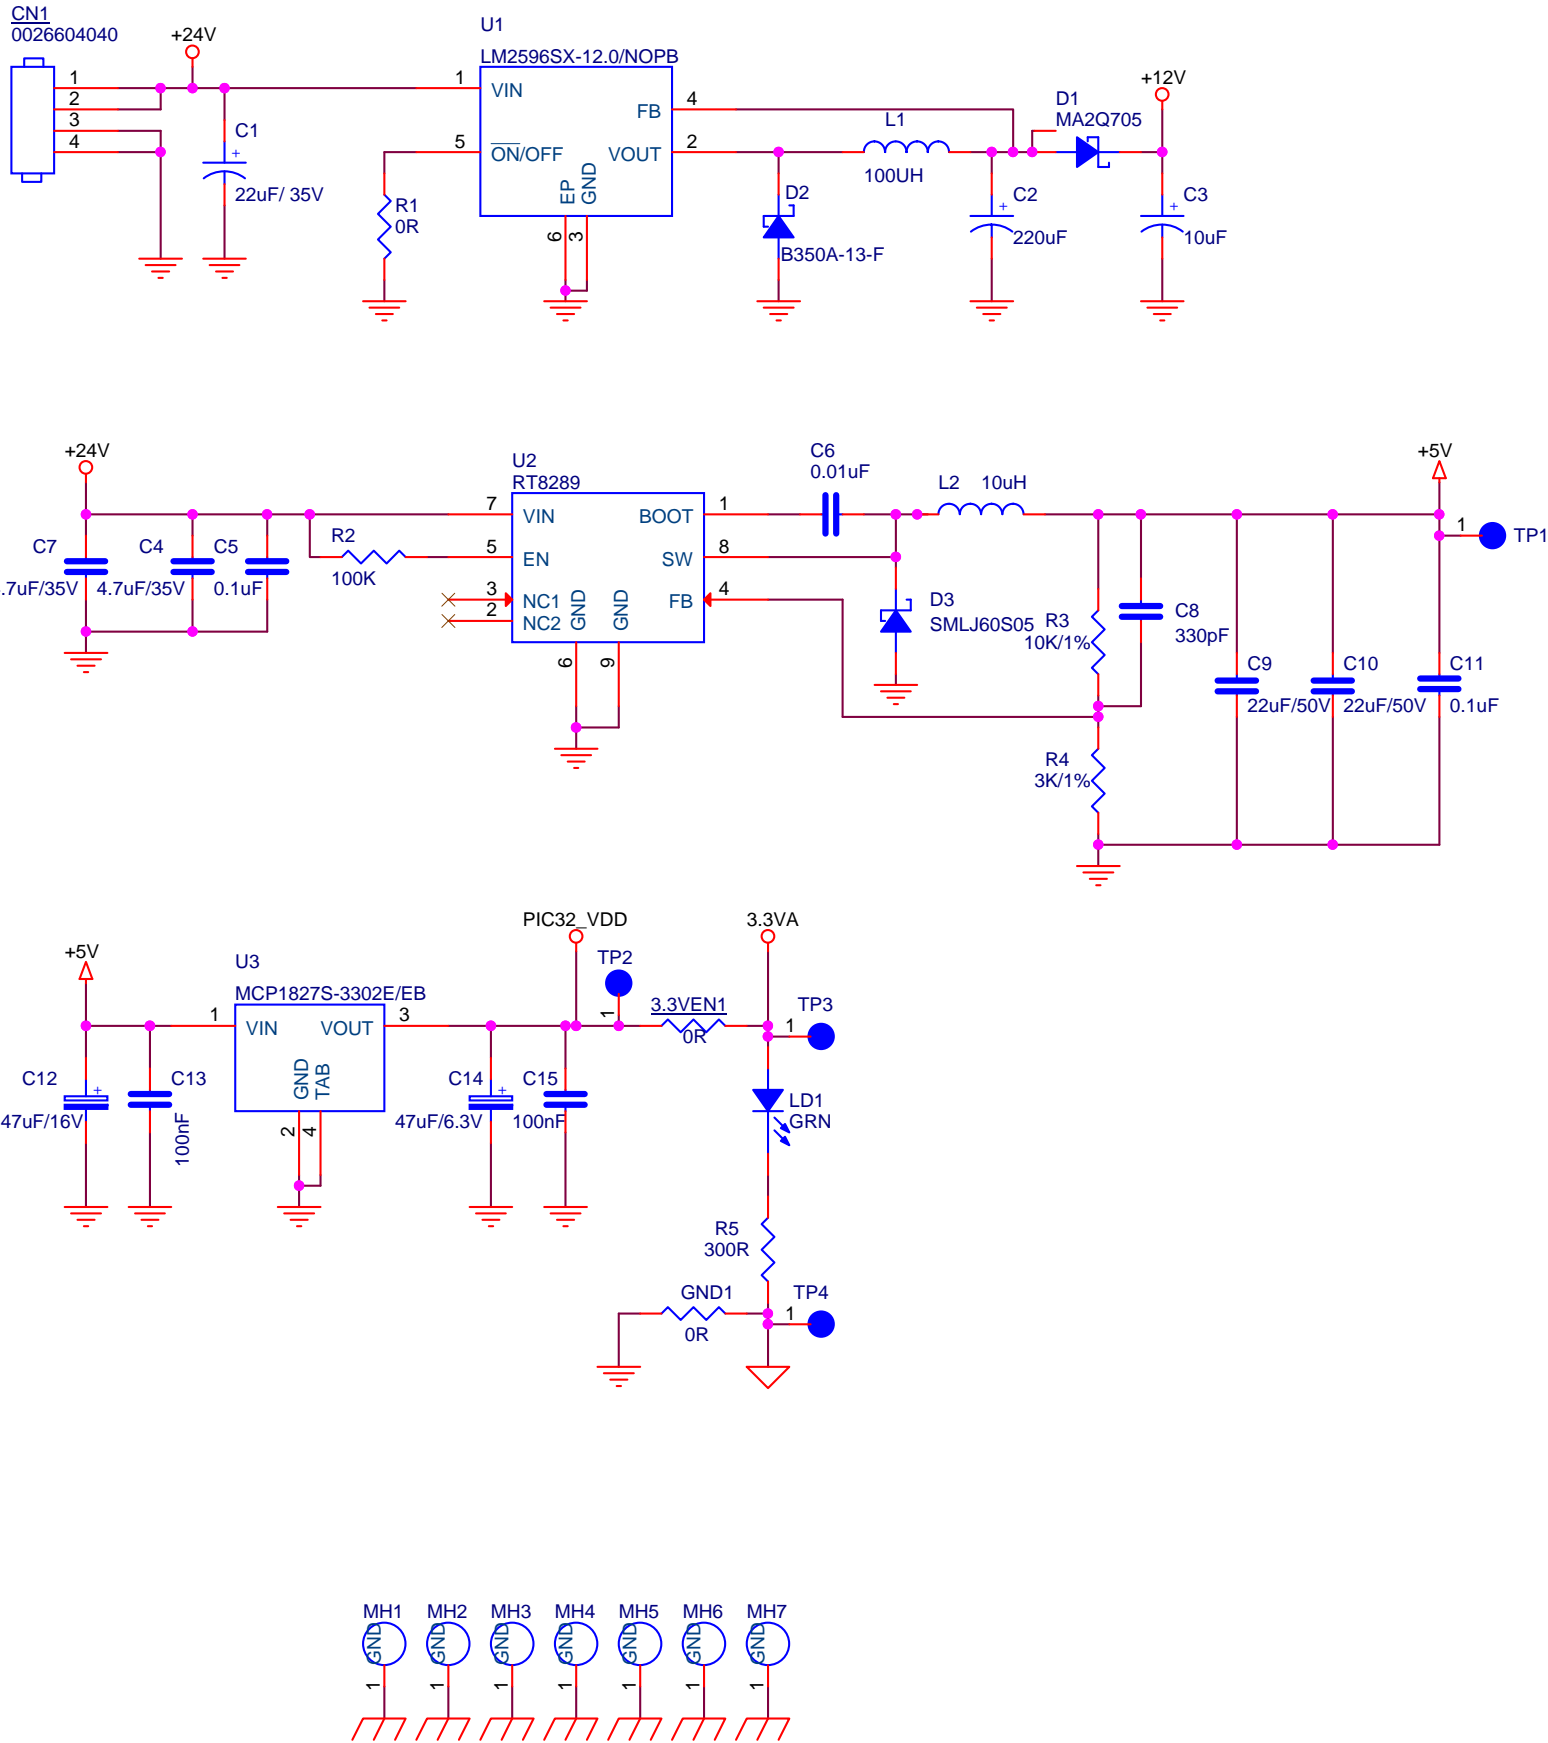 CN1
0026604040
+24V
1
2
3
4
C1
+
22uF/ 35V
U1
LM2596SX-12.0/NOPB
1
VIN
5
ON/OFF
FB
4
VOUT
2
EP
GND
6
3
R1
0R
L1
100UH
D2
B350A-13-F
C2
+
220uF
D1
MA2Q705
+12V
C3
+
10uF
+24V
C7
.7uF/35V
C4
4.7uF/35V
C5
0.1uF
R2
100K
U2
RT8289
7
VIN
5
EN
3
NC1
2
NC2
GND
GND
6
9
BOOT
1
SW
8
FB
4
C6
0.01uF
L2
10uH
D3
SMLJ60S05
R3
10K/1%
C8
330pF
R4
3K/1%
C9
22uF/50V
C10
22uF/50V
C11
0.1uF
+5V
1
TP1
+5V
C12
+
47uF/16V
C13
100nF
U3
MCP1827S-3302E/EB
1
VIN
VOUT
3
GND
TAB
2
4
C14
+
47uF/6.3V
C15
100nF
PIC32_VDD
TP2
1
3.3VEN1
0R
3.3VA
TP3
1
LD1
GRN
R5
300R
GND1
0R
TP4
1
MH1
GND
1
MH2
GND
1
MH3
GND
1
MH4
GND
1
MH5
GND
1
MH6
GND
1
MH7
GND
1